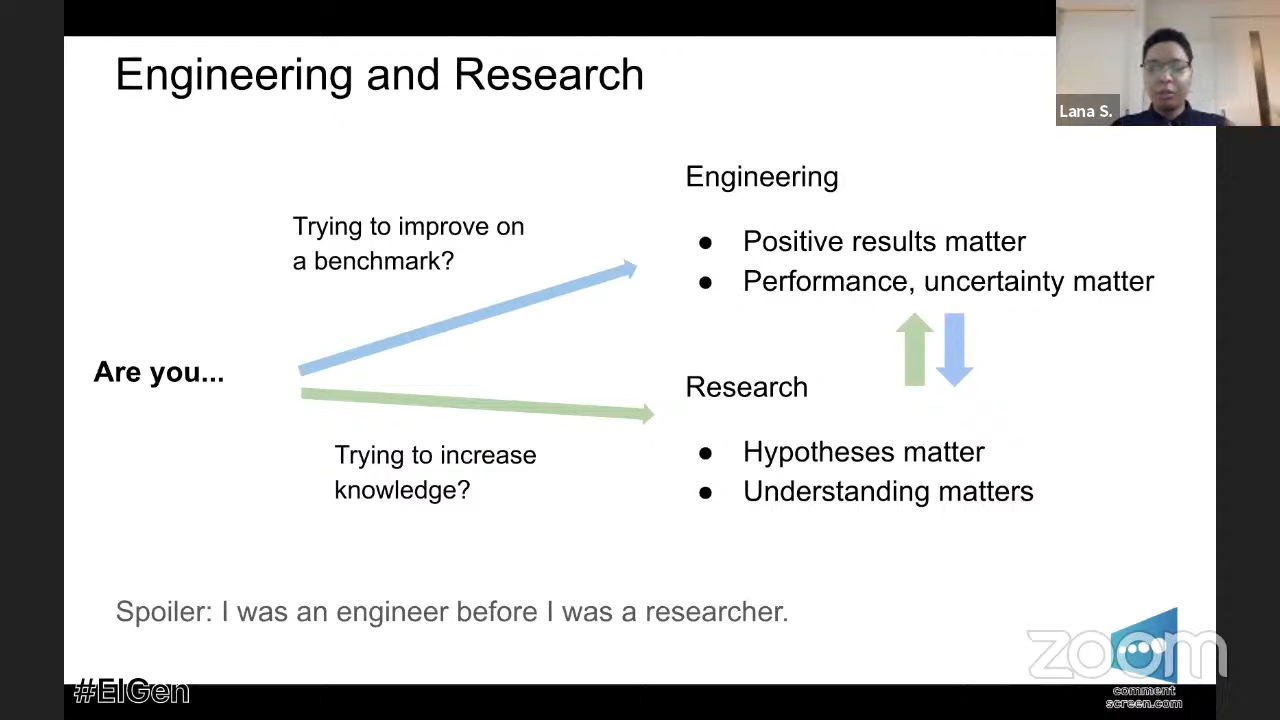 Engineering and Research
Lana S.
Engineering
Trying to improve on
a benchmark?
● Positive results matter
● Performance, uncertainty matter
Are you...
Research
Trying to increase
knowledge?
● Hypotheses matter
● Understanding matters
Spoiler: I was an engineer before I was a researcher.
zoom
#EIGen
comment
screen.com